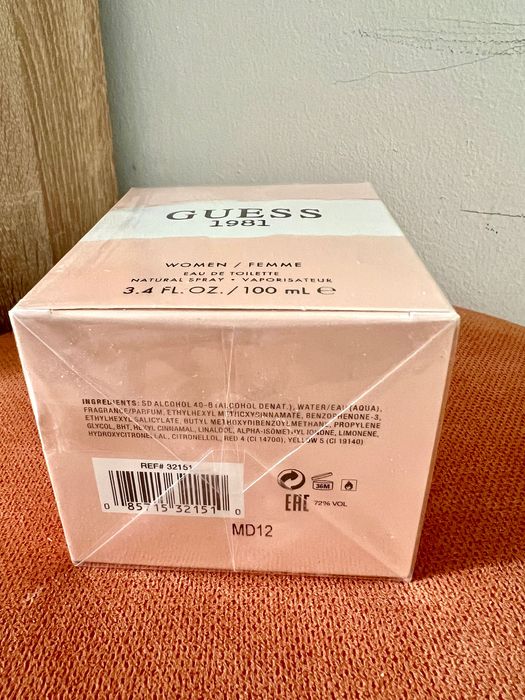 GUESS
1981
WOMEN / FEMME
EAU DE TOILETTE
NATURAL SPRAY • VAPORISATEUR
3.4 FL. OZ. / 100 mL ℮
INGREDIENTS: SD ALCOHOL 40-B (ALCOHOL DENAT.), WATER/EAU (AQUA),
FRAGRANCE/PARFUM, ETHYLHEXYL METHOXYCINNAMATE, BENZOPHENONE-3,
ETHYLHEXYL SALICYLATE, BUTYL METHOXYDIBENZOYLMETHANE, PROPYLENE
GLYCOL, BHT, HEXYL CINNAMAL, LINALOOL, ALPHA-ISOMETHYL IONONE, LIMONENE,
HYDROXYCITRONELLAL, CITRONELLOL, RED 4 (CI 14700), YELLOW 5 (CI 19140)
REF# 32151
0 85715 32151 0
36M
EAC 72% VOL
MD12